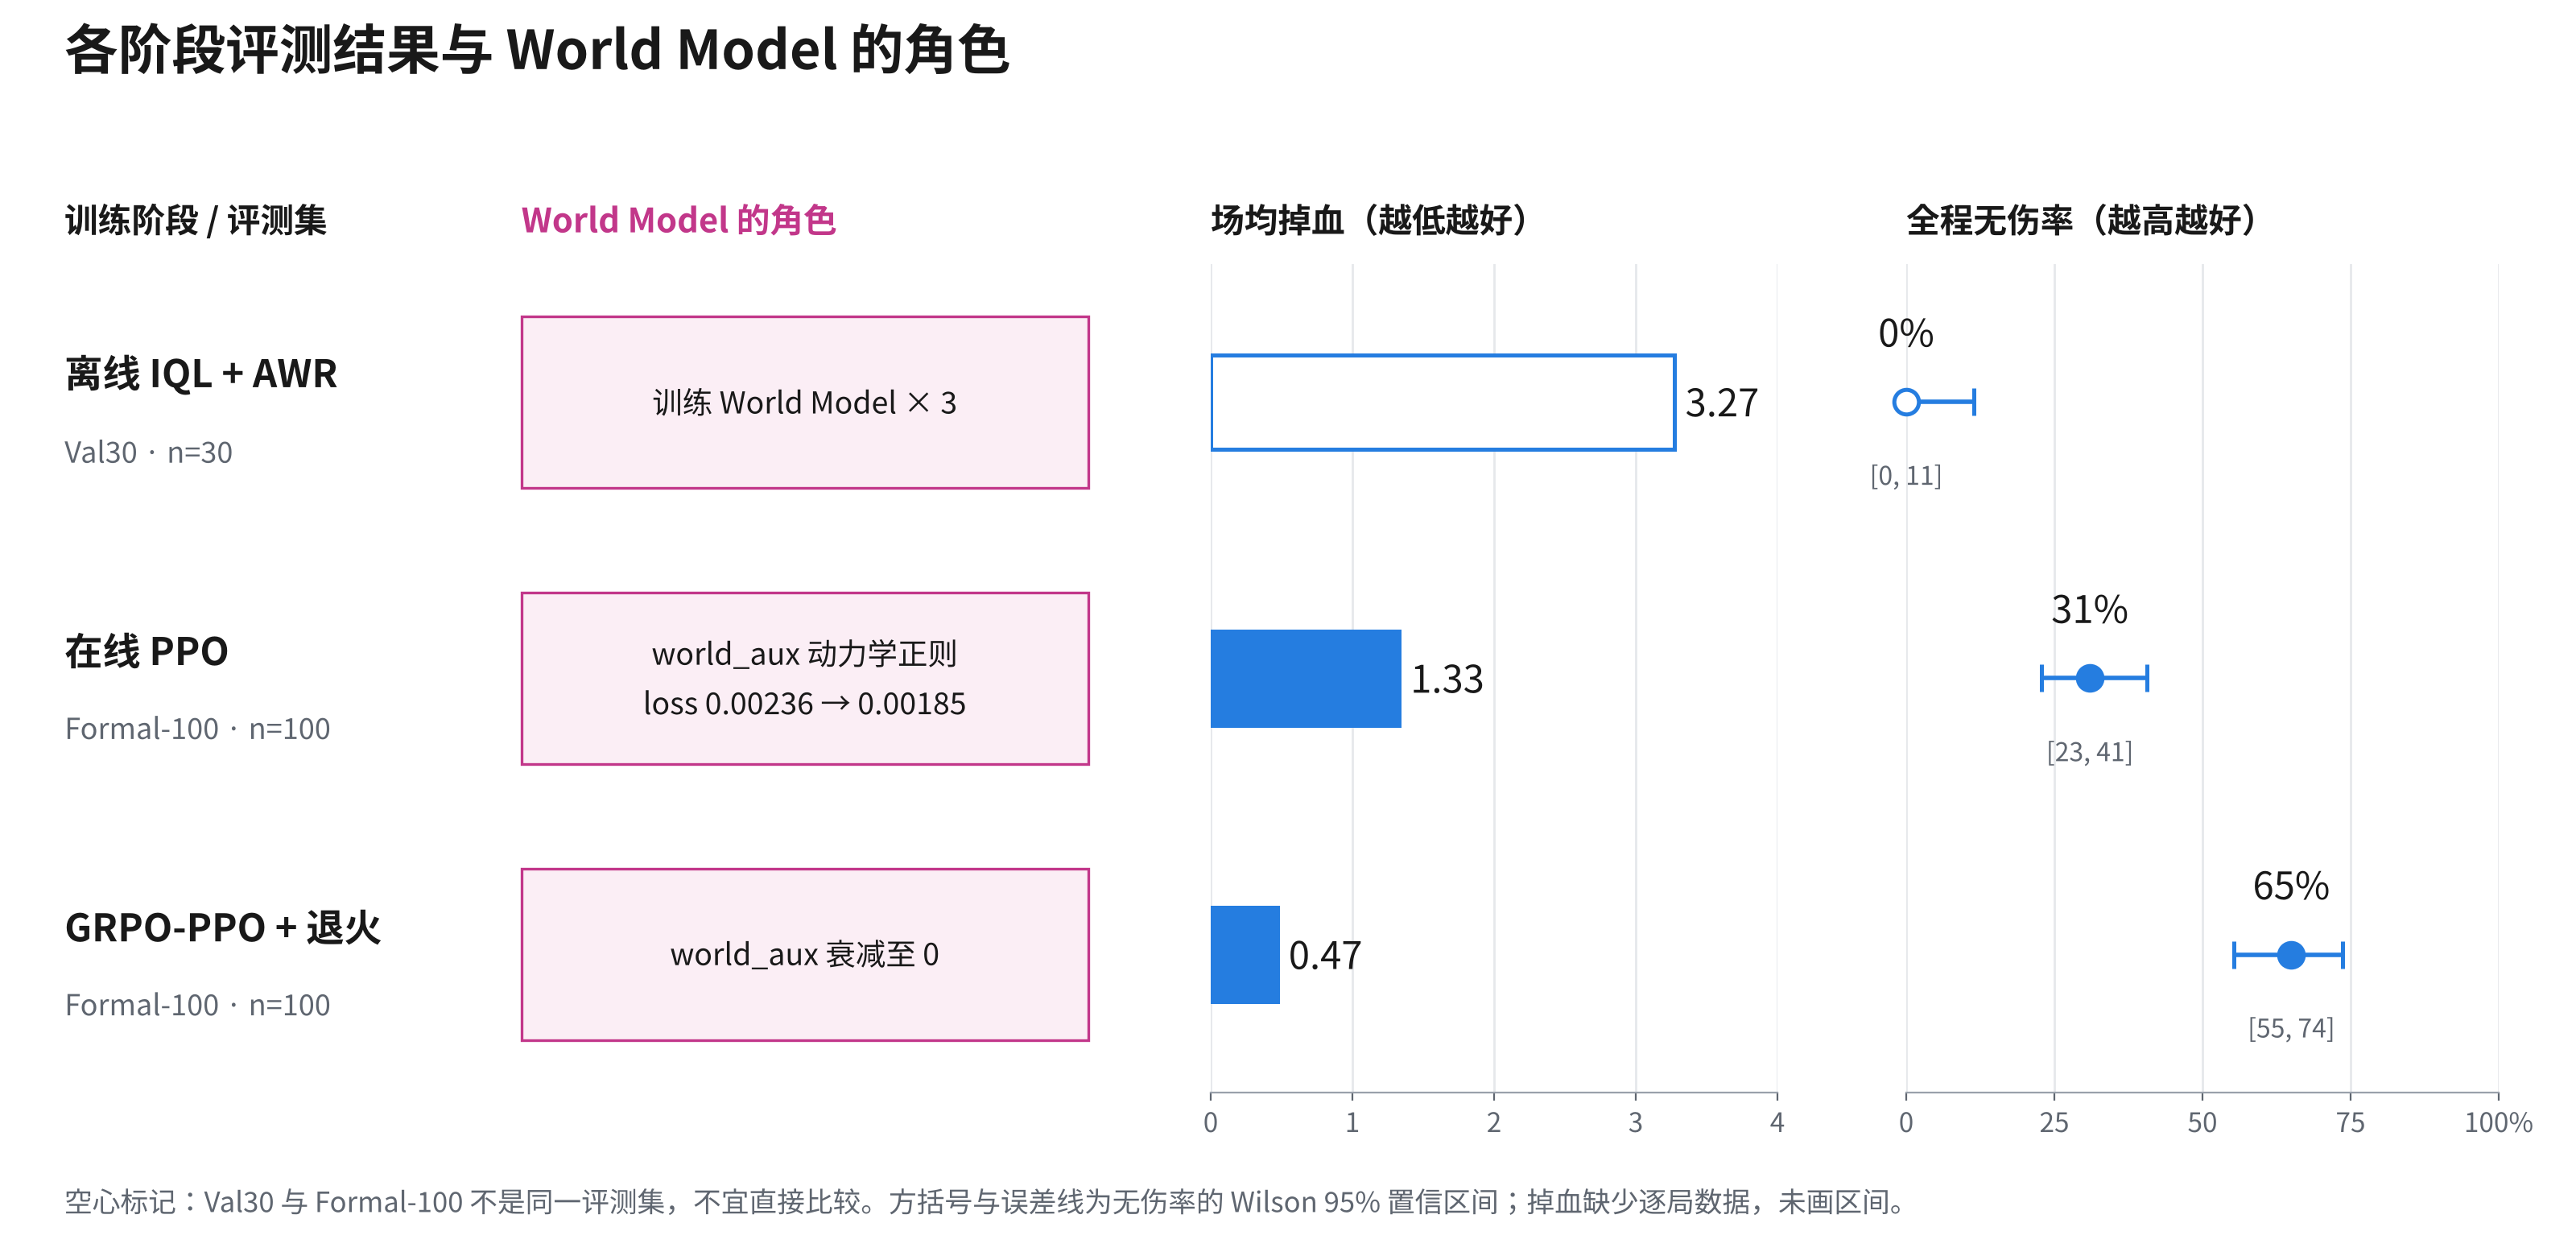 各阶段评测结果与 World Model 的角色
训练阶段 / 评测集
World Model 的角色
场均掉血（越低越好）
全程无伤率（越高越好）
离线 IQL + AWR
Val30 · n=30
训练 World Model × 3
3.27
0%
[0, 11]
在线 PPO
Formal-100 · n=100
world_aux 动力学正则
loss 0.00236 → 0.00185
1.33
31%
[23, 41]
GRPO-PPO + 退火
Formal-100 · n=100
world_aux 衰减至 0
0.47
65%
[55, 74]
0 1 2 3 4
0 25 50 75 100%
空心标记：Val30 与 Formal-100 不是同一评测集，不宜直接比较。方括号与误差线为无伤率的 Wilson 95% 置信区间；掉血缺少逐局数据，未画区间。